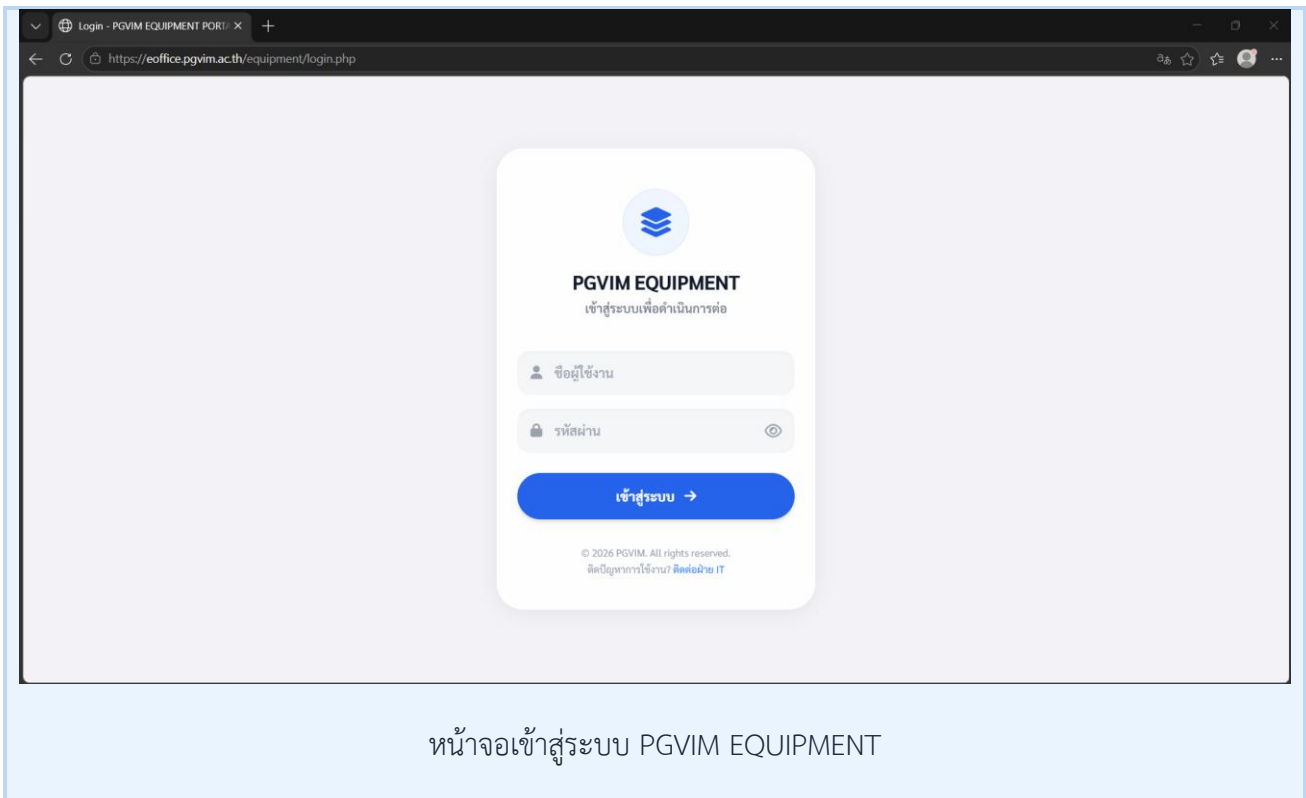 Login - PGVIM EQUIPMENT PORT
https://eoffice.pgvim.ac.th/equipment/login.php
PGVIM EQUIPMENT
เข้าสู่ระบบเพื่อดำเนินการต่อ
ชื่อผู้ใช้งาน
รหัสผ่าน
เข้าสู่ระบบ →
© 2026 PGVIM. All rights reserved.
ติดปัญหาการใช้งาน? ติดต่อฝ่าย IT
หน้าจอเข้าสู่ระบบ PGVIM EQUIPMENT